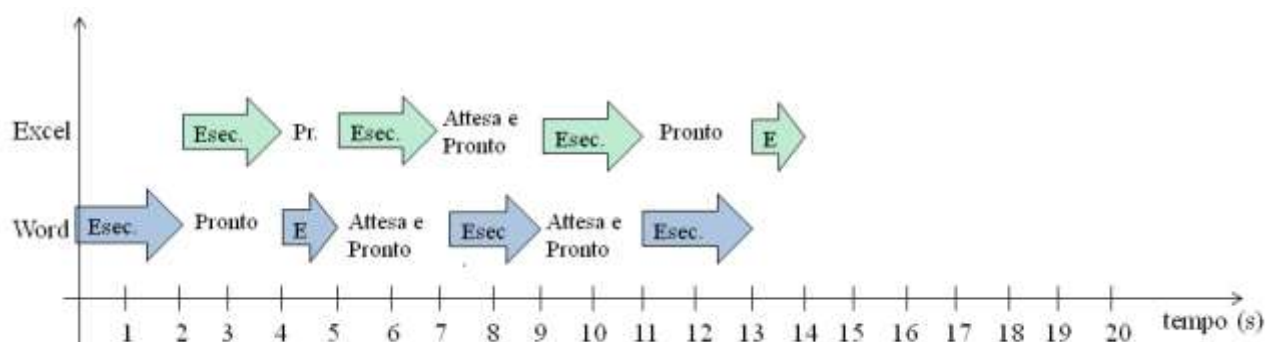 Excel
Esec.
Pr.
Esec.
Attesa e
Pronto
Esec.
Pronto
E
Word
Esec.
Pronto
E
Attesa e
Pronto
Esec
Attesa e
Pronto
Esec.
1 2 3 4 5 6 7 8 9 10 11 12 13 14 15 16 17 18 19 20
tempo (s)